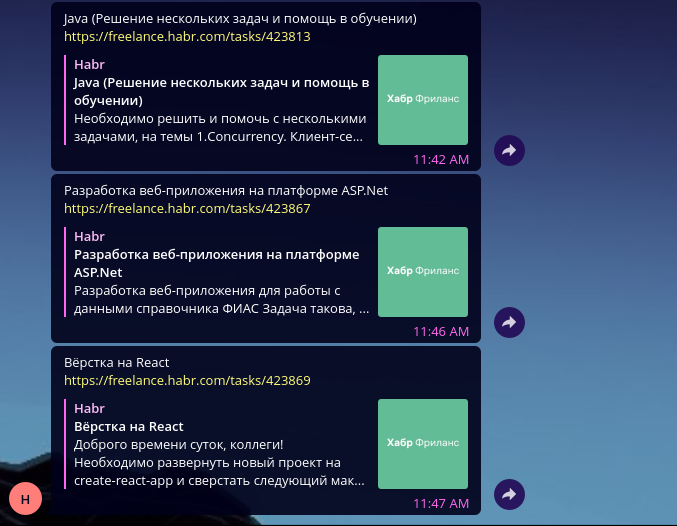 Java (Решение нескольких задач и помощь в обучении)
https://freelance.habr.com/tasks/423813
Habr
Java (Решение нескольких задач и помощь в
обучении)
Необходимо решить и помочь с несколькими
задачами, на темы 1.Concurrency. Клиент-се...
Хабр Фриланс
11:42 AM
Разработка веб-приложения на платформе ASP.Net
https://freelance.habr.com/tasks/423867
Habr
Разработка веб-приложения на платформе
ASP.Net
Разработка веб-приложения для работы с
данными справочника ФИАС Задача такова, ...
Хабр Фриланс
11:46 AM
Вёрстка на React
https://freelance.habr.com/tasks/423869
Habr
Вёрстка на React
Доброго времени суток, коллеги!
Необходимо развернуть новый проект на
create-react-app и сверстать следующий мак...
Хабр Фриланс
11:47 AM
Н